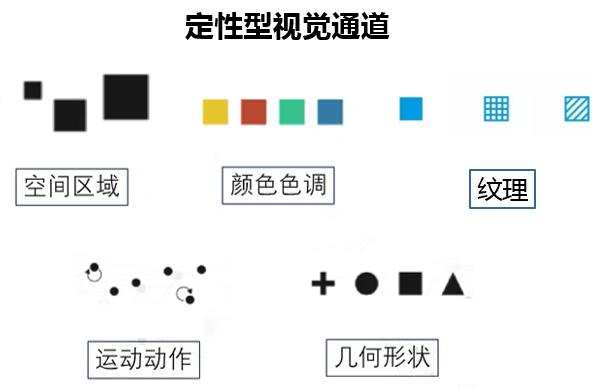 定性型视觉通道
空间区域
颜色色调
纹理
运动动作
几何形状